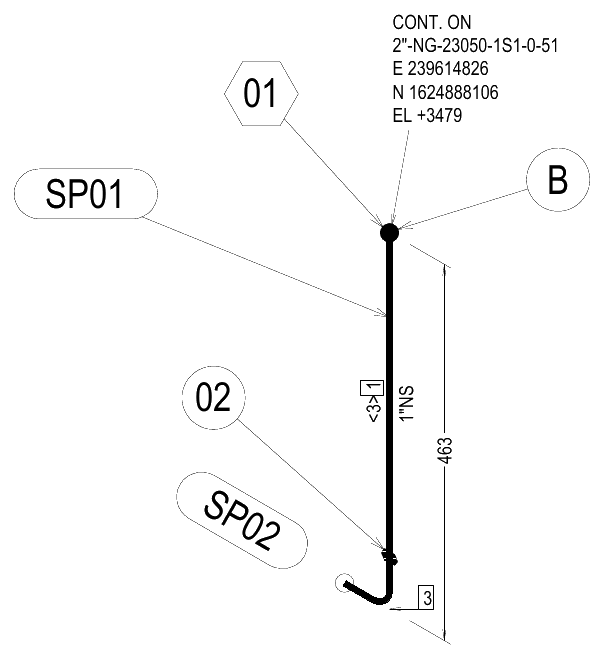 CONT. ON
2"-NG-23050-1S1-0-51
E 239614826
N 1624888106
EL +3479
01
B
SP01
<3> 1
1"NS
02
463
SP02
3